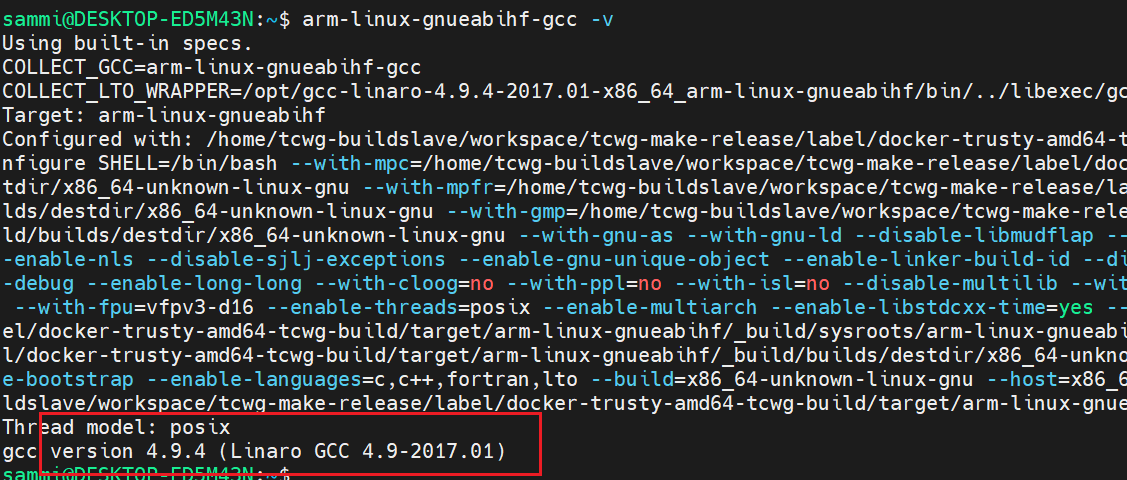 sammi@DESKTOP-ED5M43N:~$ arm-linux-gnueabihf-gcc -v
Using built-in specs.
COLLECT_GCC=arm-linux-gnueabihf-gcc
COLLECT_LTO_WRAPPER=/opt/gcc-linaro-4.9.4-2017.01-x86_64_arm-linux-gnueabihf/bin/../libexec/gc
Target: arm-linux-gnueabihf
Configured with: /home/tcwg-buildslave/workspace/tcwg-make-release/label/docker-trusty-amd64-t
nfigure SHELL=/bin/bash --with-mpc=/home/tcwg-buildslave/workspace/tcwg-make-release/label/doc
tdir/x86_64-unknown-linux-gnu --with-mpfr=/home/tcwg-buildslave/workspace/tcwg-make-release/la
lds/destdir/x86_64-unknown-linux-gnu --with-gmp=/home/tcwg-buildslave/workspace/tcwg-make-rele
ld/builds/destdir/x86_64-unknown-linux-gnu --with-gnu-as --with-gnu-ld --disable-libmudflap --
-enable-nls --disable-sjlj-exceptions --enable-gnu-unique-object --enable-linker-build-id --di
-debug --enable-long-long --with-cloog=no --with-ppl=no --with-isl=no --disable-multilib --wit
--with-fpu=vfpv3-d16 --enable-threads=posix --enable-multiarch --enable-libstdcxx-time=yes --
el/docker-trusty-amd64-tcwg-build/target/arm-linux-gnueabihf/_build/sysroots/arm-linux-gnueabi
l/docker-trusty-amd64-tcwg-build/target/arm-linux-gnueabihf/_build/builds/destdir/x86_64-unkno
e-bootstrap --enable-languages=c,c++,fortran,lto --build=x86_64-unknown-linux-gnu --host=x86_6
ldslave/workspace/tcwg-make-release/label/docker-trusty-amd64-tcwg-build/target/arm-linux-gnue
Thread model: posix
gcc version 4.9.4 (Linaro GCC 4.9-2017.01)
sammi@DESKTOP-ED5M43N:~$